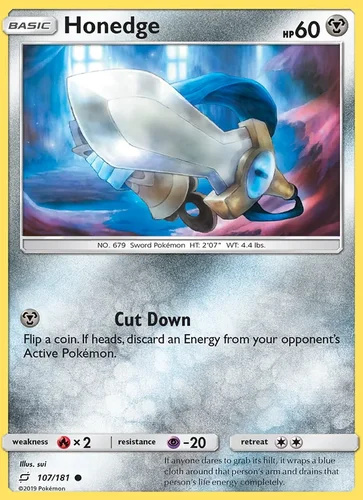 BASIC Honedge HP 60
NO. 679 Sword Pokémon HT: 2'07" WT: 4.4 lbs.
Cut Down
Flip a coin. If heads, discard an Energy from your opponent's
Active Pokémon.
weakness × 2 resistance -20 retreat
Illus. sui
107/181
©2019 Pokémon
If anyone dares to grab its hilt, it wraps a blue
cloth around that person's arm and drains that
person's life energy completely.